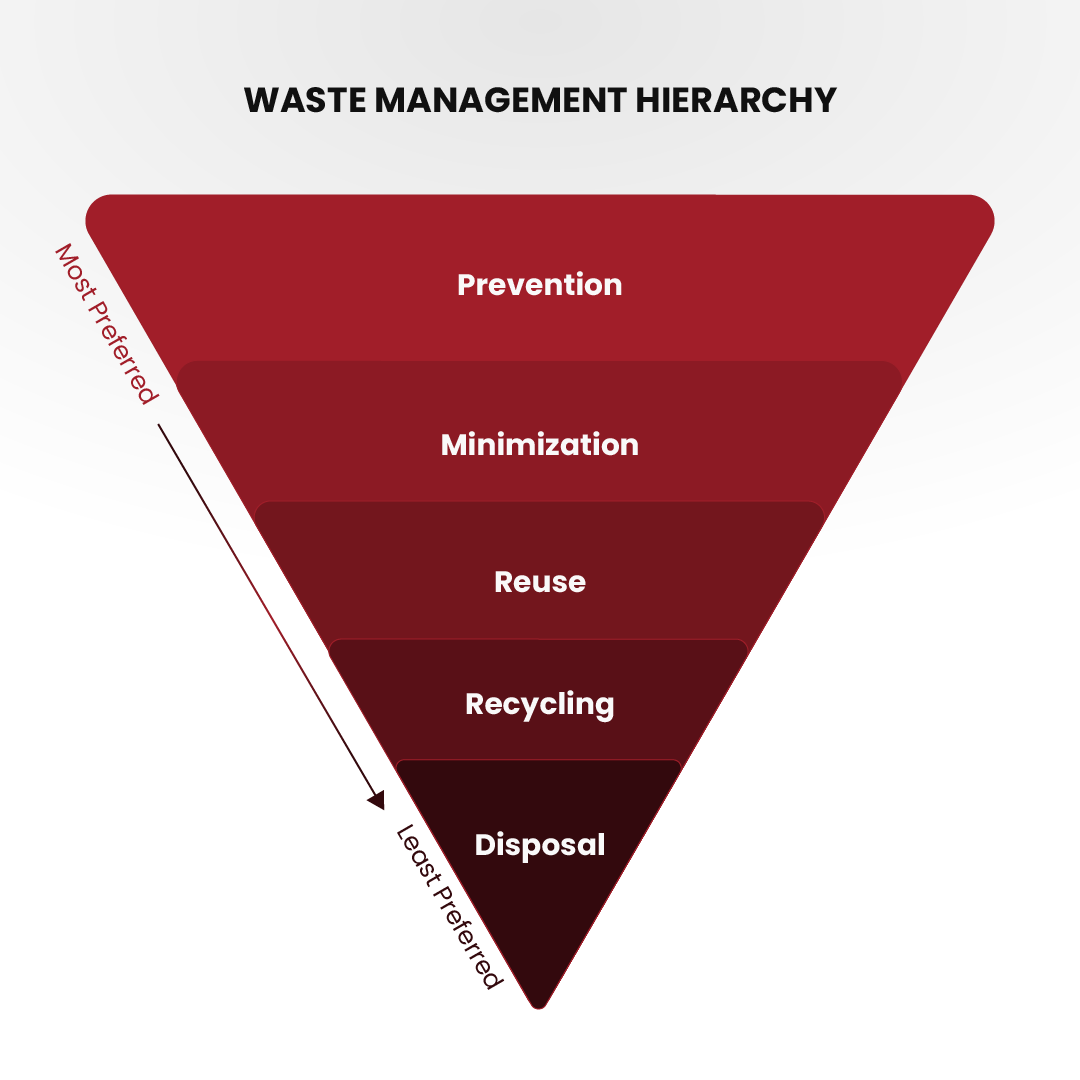 WASTE MANAGEMENT HIERARCHY
Most Preferred
Prevention
Minimization
Reuse
Recycling
Disposal
Least Preferred